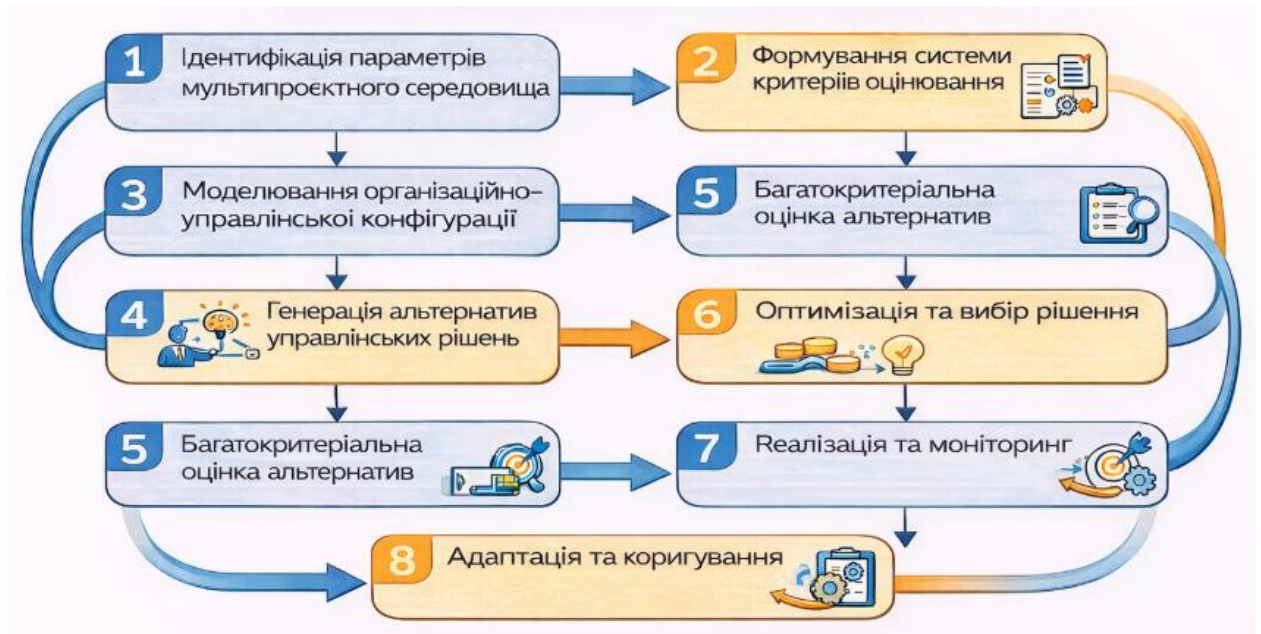 1
Ідентифікація параметрів
мультипроєктного середовища
2
Формування системи
критеріїв оцінювання
3
Моделювання організаційно–
управлінської конфігурації
5
Багатокритеріальна
оцінка альтернатив
4
Генерація альтернатив
управлінських рішень
6
Оптимізація та вибір рішення
5
Багатокритеріальна
оцінка альтернатив
7
Rеалізація та моніторинг
8
Адаптація та коригування